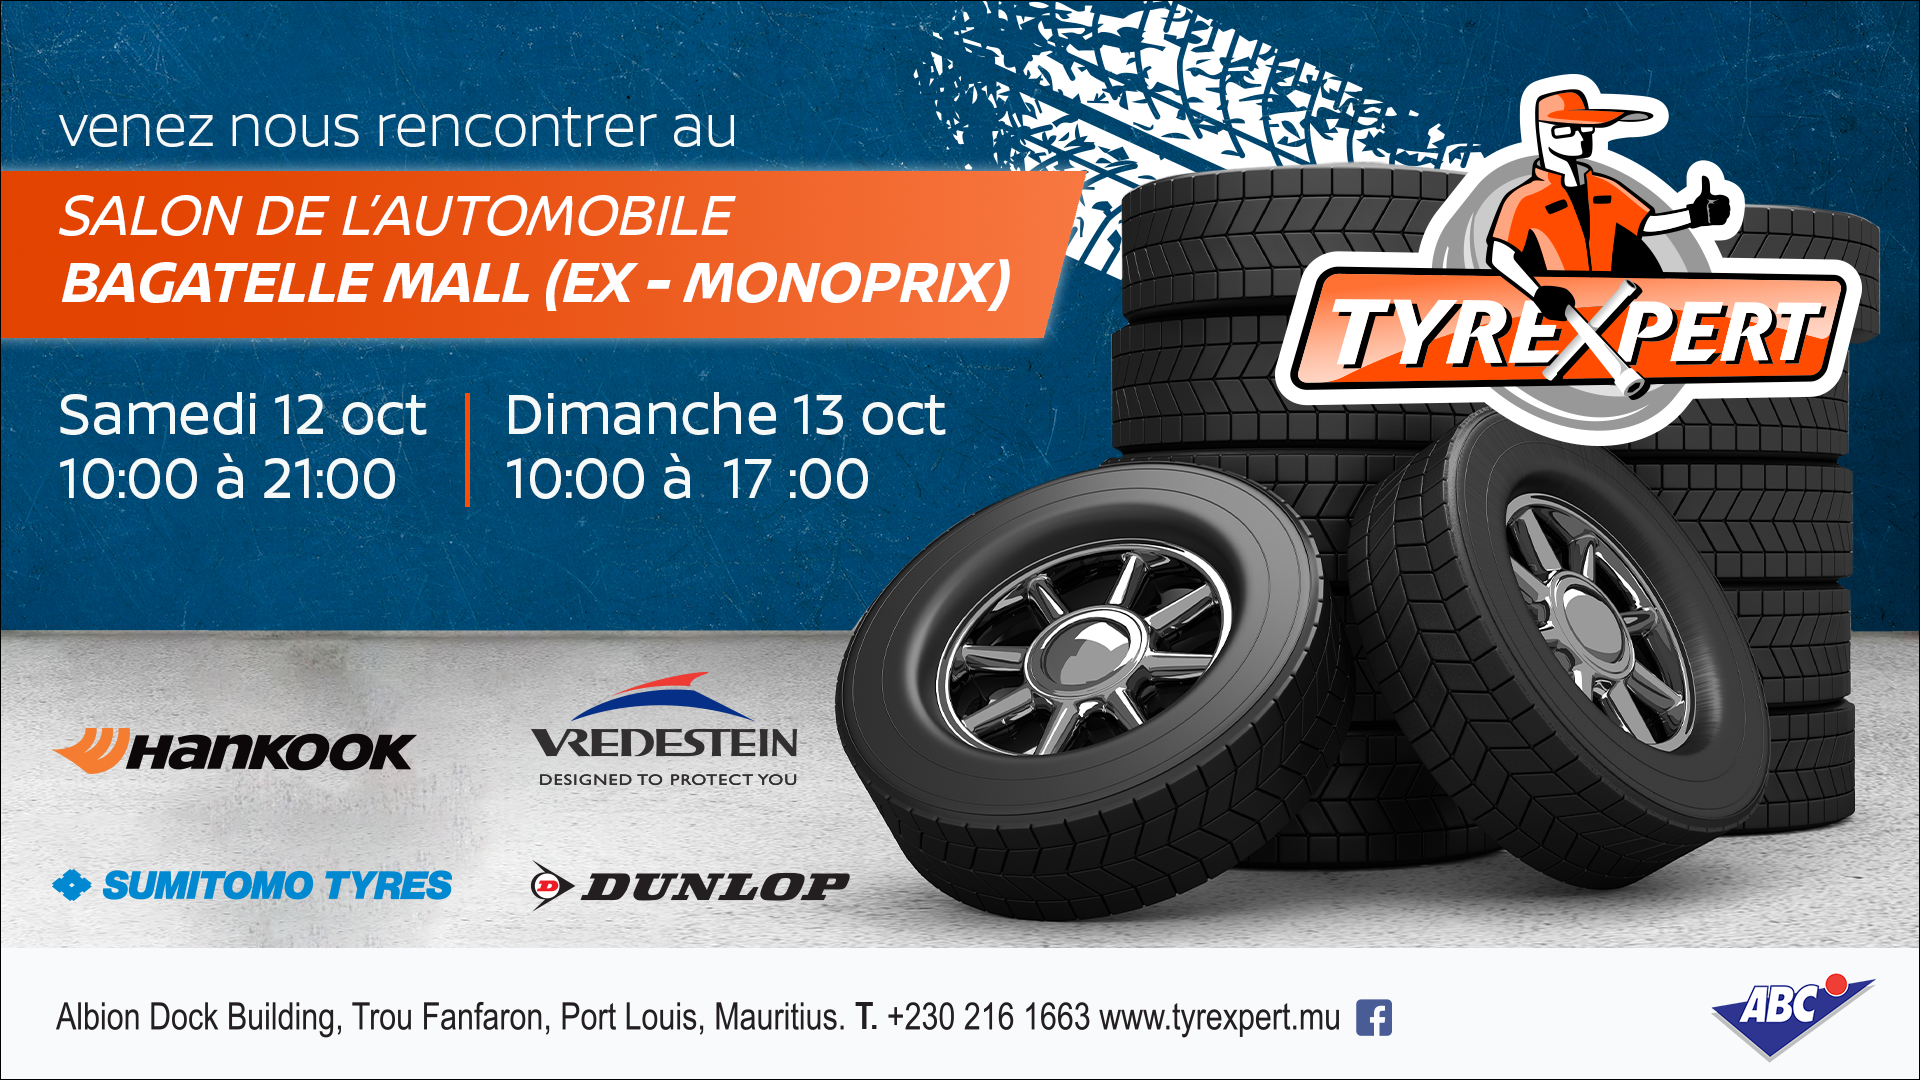 venez nous rencontrer au
SALON DE L'AUTOMOBILE
BAGATELLE MALL (EX - MONOPRIX)
Samedi 12 oct
10:00 à 21:00
Dimanche 13 oct
10:00 à  17 :00
TYREXPERT
HANKOOK
VREDESTEIN
DESIGNED TO PROTECT YOU
SUMITOMO TYRES
D DUNLOP
Albion Dock Building, Trou Fanfaron, Port Louis, Mauritius. T. +230 216 1663 www.tyrexpert.mu f
ABC